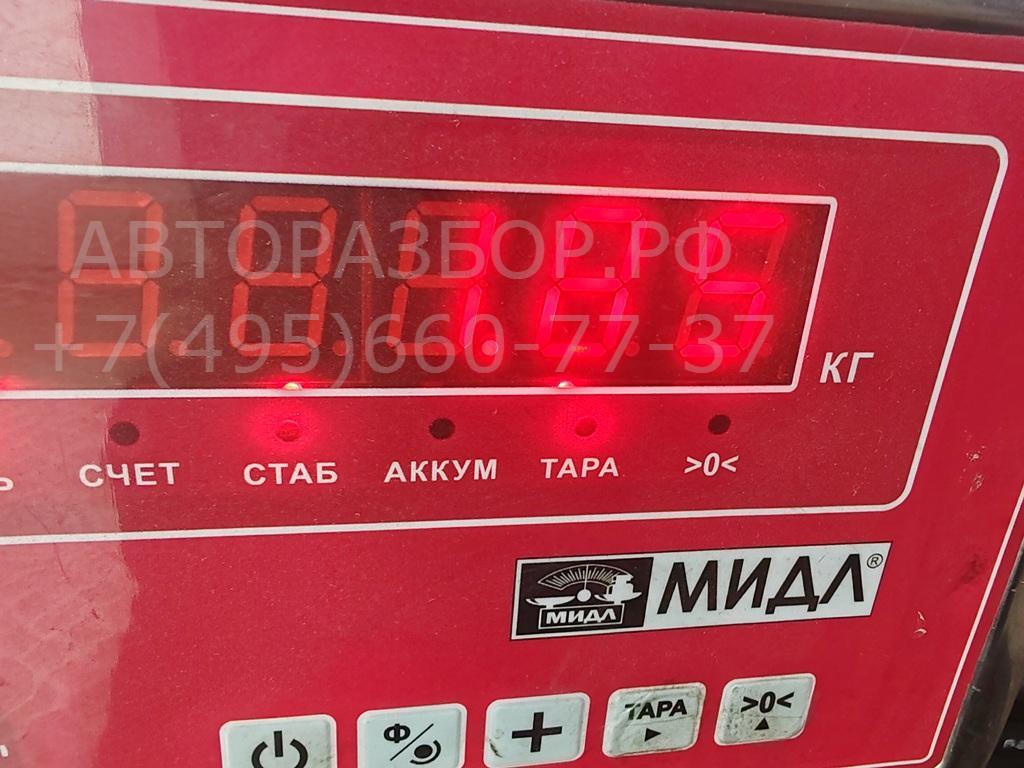 АВТОРАЗБОР.РФ
+7(495)660-77-37
КГ
СЧЕТ СТАБ АККУМ ТАРА >0<
МИДЛ МИДЛ®
Ф ТАРА >0<